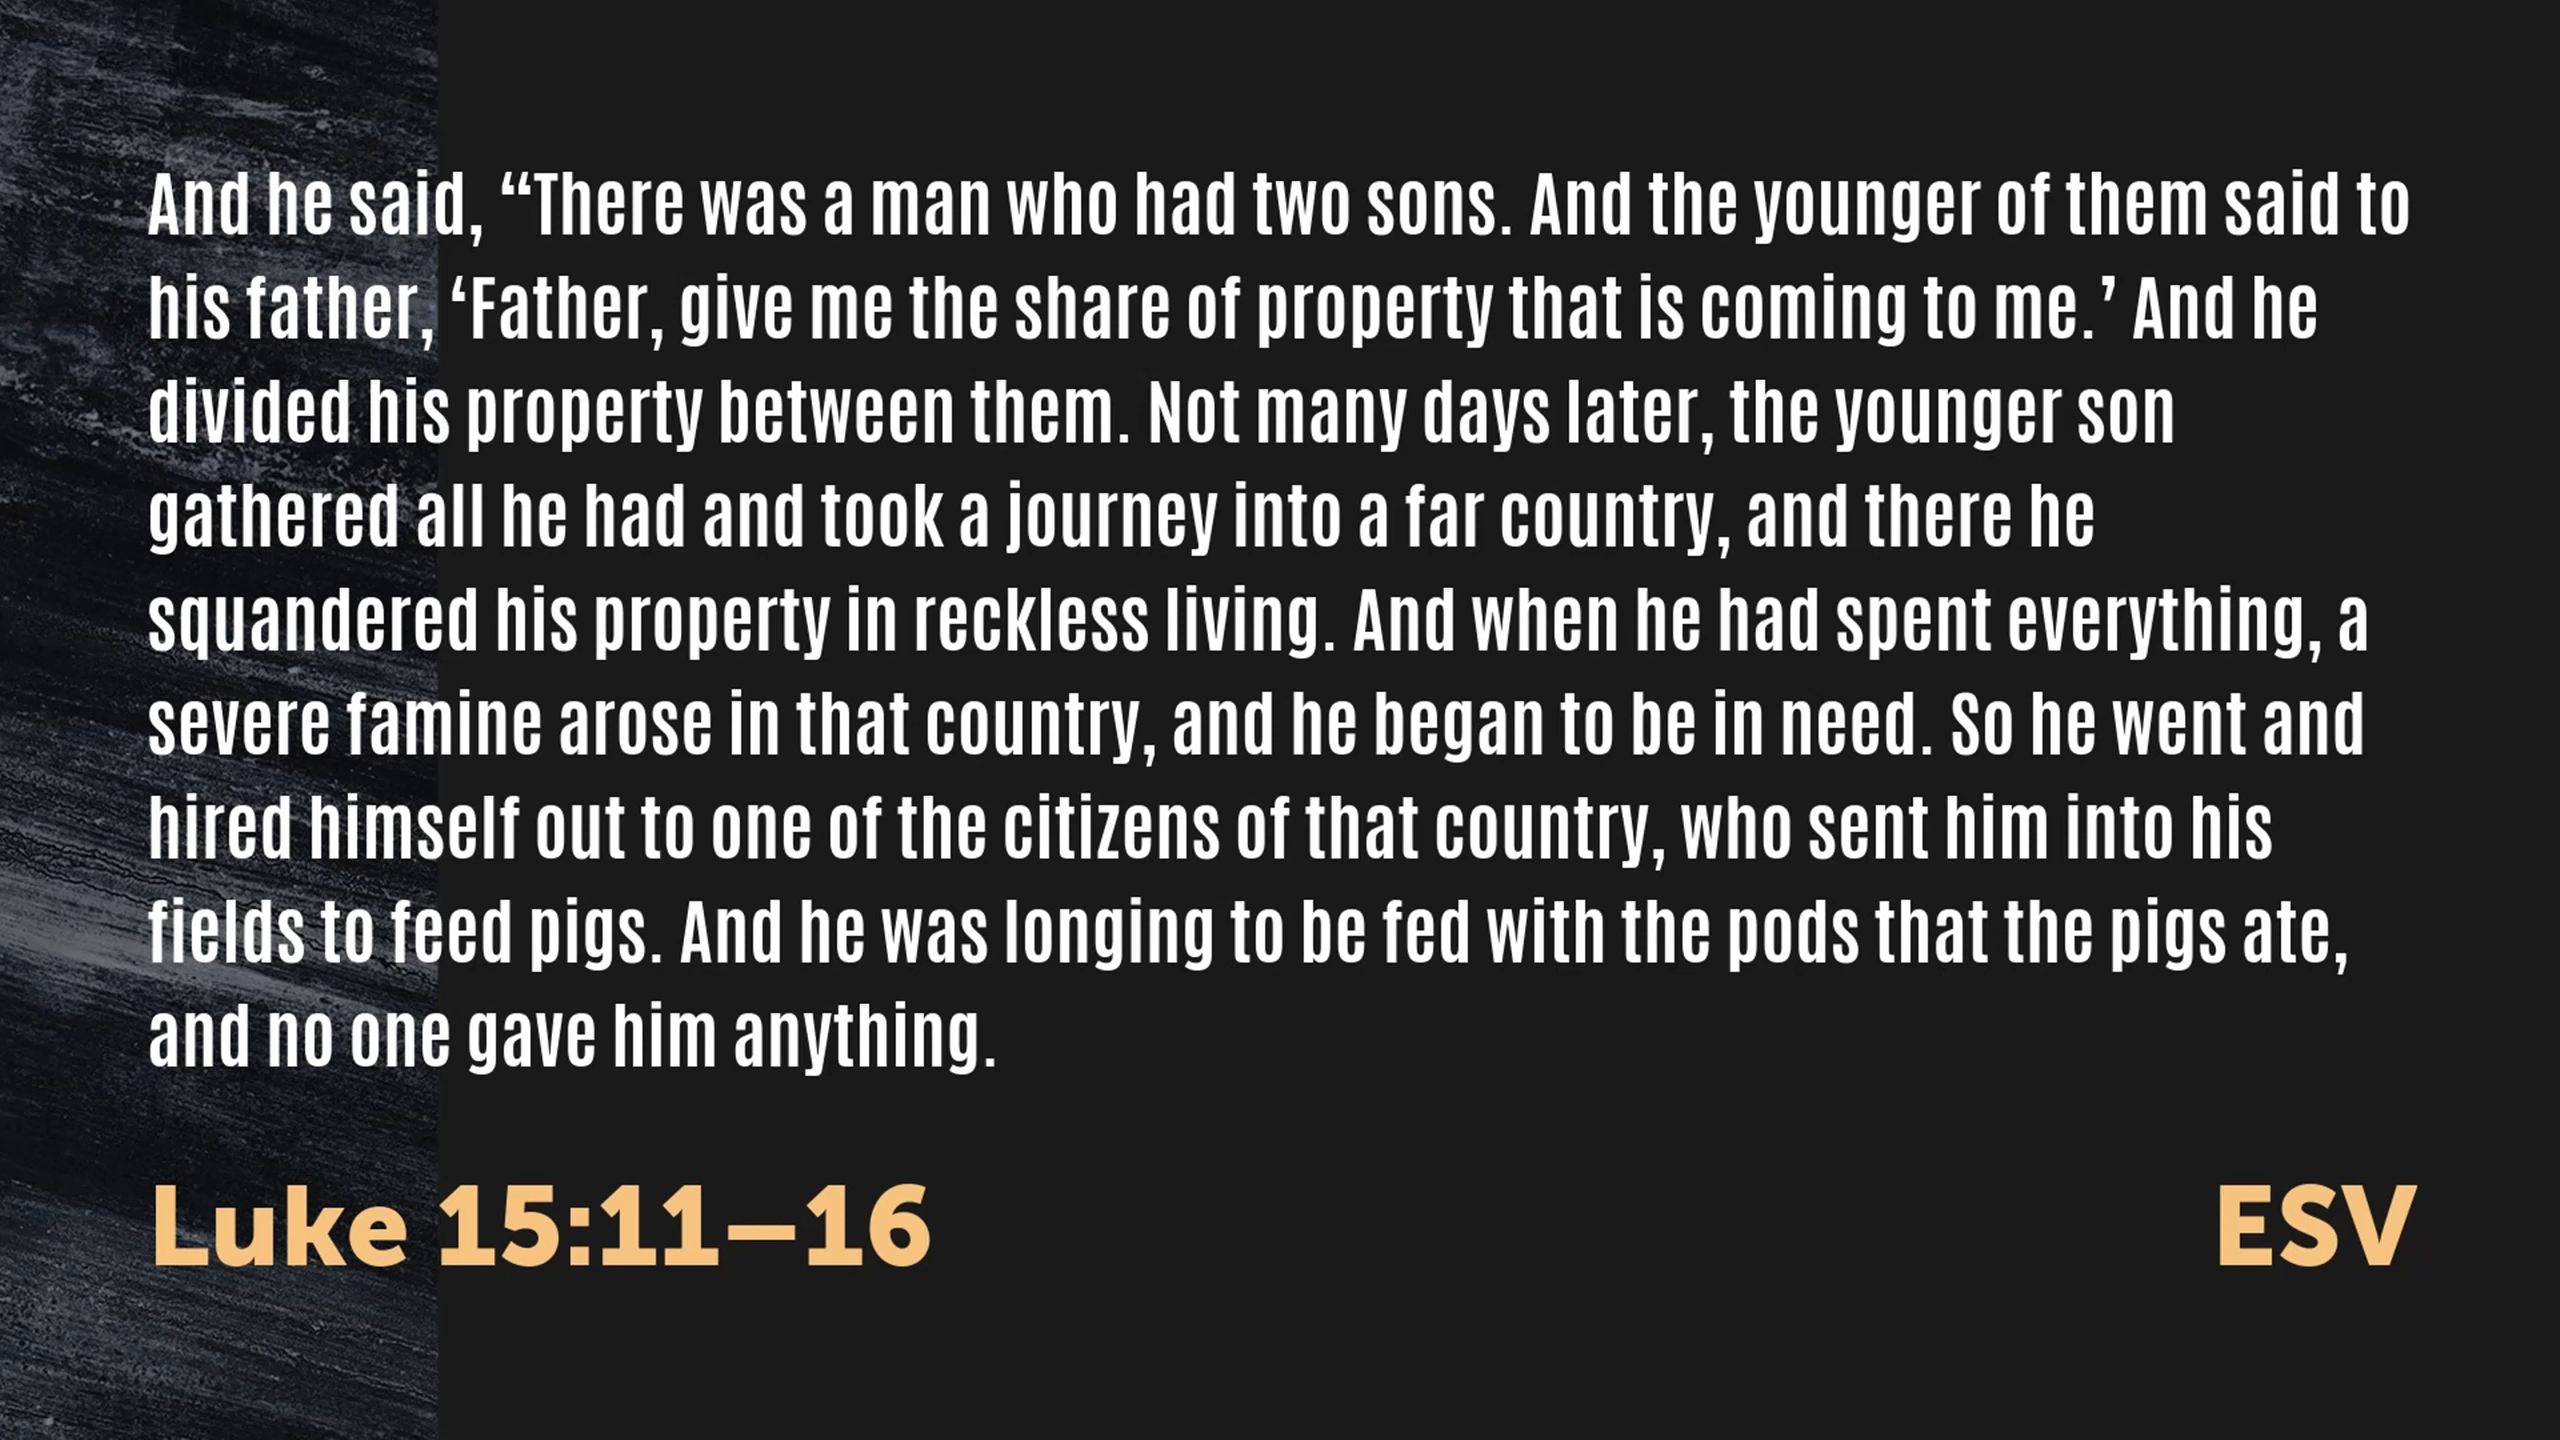 And he said, “There was a man who had two sons. And the younger of them said to
his father, ‘Father, give me the share of property that is coming to me.’ And he
divided his property between them. Not many days later, the younger son
gathered all he had and took a journey into a far country, and there he
squandered his property in reckless living. And when he had spent everything, a
severe famine arose in that country, and he began to be in need. So he went and
hired himself out to one of the citizens of that country, who sent him into his
fields to feed pigs. And he was longing to be fed with the pods that the pigs ate,
and no one gave him anything.
Luke 15:11–16 ESV